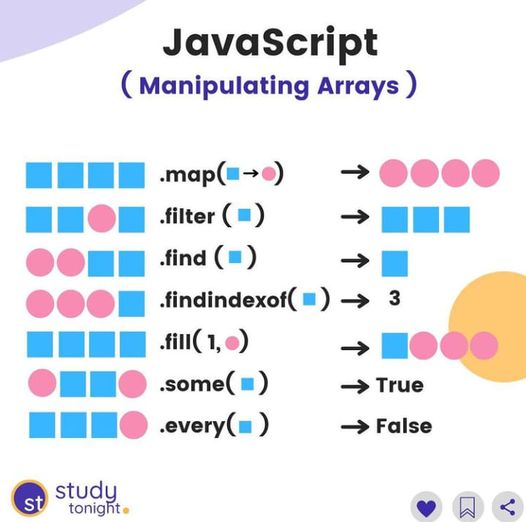 JavaScript
( Manipulating Arrays )
.map( → ) →
.filter ( ) →
.find ( ) →
.findindexof( ) → 3
.fill( 1, ) →
.some( ) → True
.every( ) → False
st study
tonight.